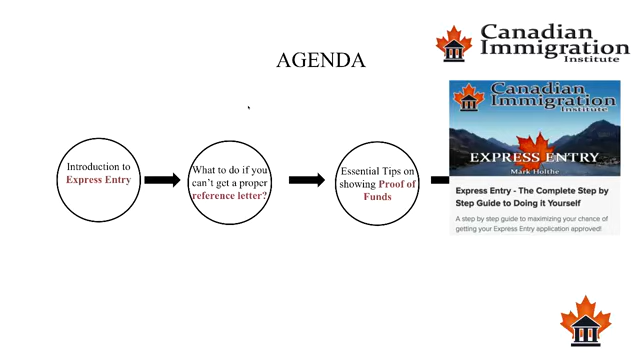 Canadian
Immigration
Institute
AGENDA
Introduction to
Express Entry
What to do if you
can't get a proper
reference letter?
Essential Tips on
showing Proof of
Funds
Canadian
Immigration
Institute
EXPRESS ENTRY
Mark Holthe
Express Entry - The Complete Step by
Step Guide to Doing it Yourself
A step by step guide to maximizing your chance of
getting your Express Entry application approved!